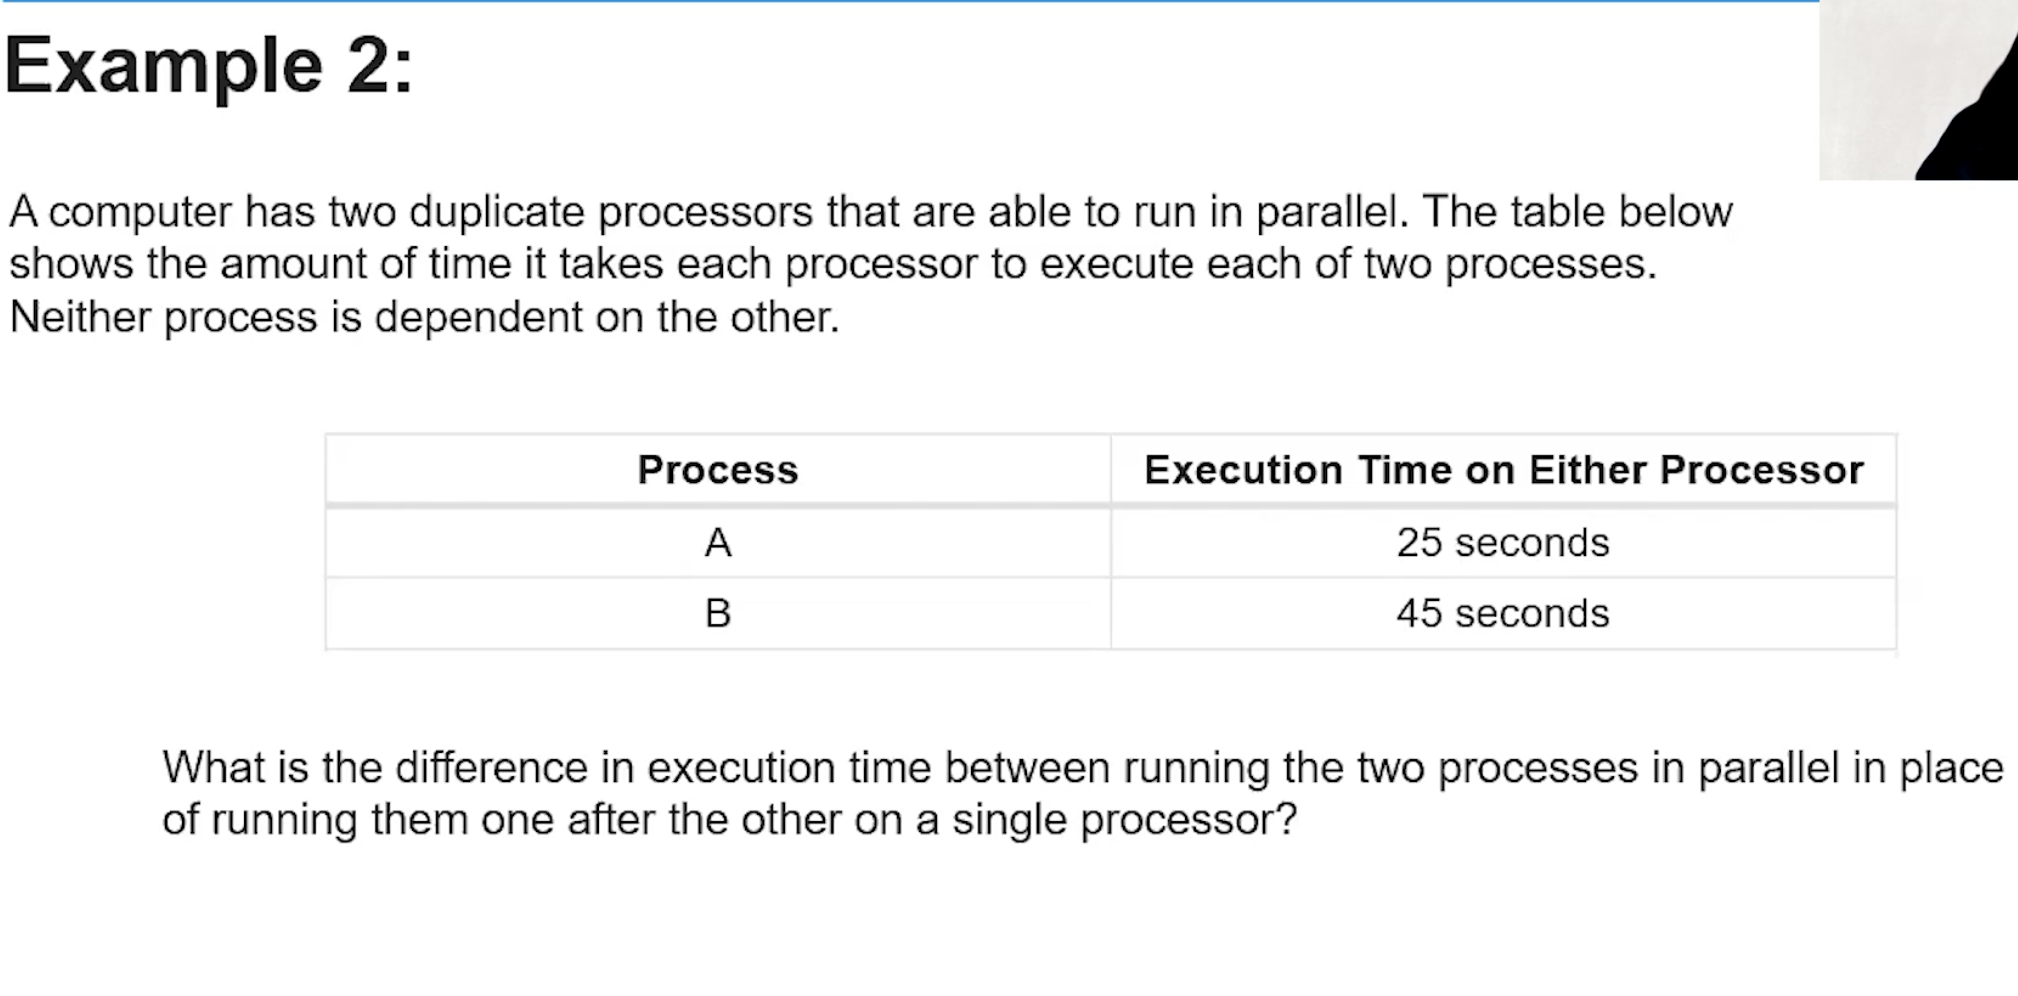 Example 2:
A computer has two duplicate processors that are able to run in parallel. The table below
shows the amount of time it takes each processor to execute each of two processes.
Neither process is dependent on the other.
Process Execution Time on Either Processor
A 25 seconds
B 45 seconds
What is the difference in execution time between running the two processes in parallel in place
of running them one after the other on a single processor?